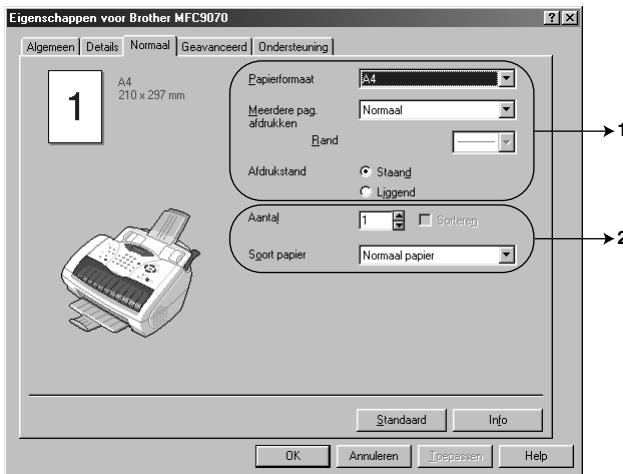 Eigenschappen voor Brother MFC9070
Algemeen Details Normaal Geavanceerd Ondersteuning
1
A4
210 x 297 mm
Papierformaat A4
Meerdere pag. afdrukken Normaal
Rand
Afdrukstand Staand
Liggend
1
Aantal 1 Sorteren
Soort papier Normaal papier
2
Standaard Info
OK Annuleren Toepassen Help